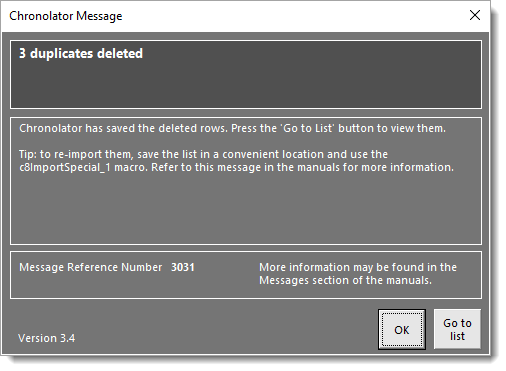 Chronolator Message
3 duplicates deleted
Chronolator has saved the deleted rows. Press the 'Go to List' button to view them.
Tip: to re-import them, save the list in a convenient location and use the
c8ImportSpecial_1 macro. Refer to this message in the manuals for more information.
Message Reference Number 3031
More information may be found in the
Messages section of the manuals.
Version 3.4
OK
Go to
list